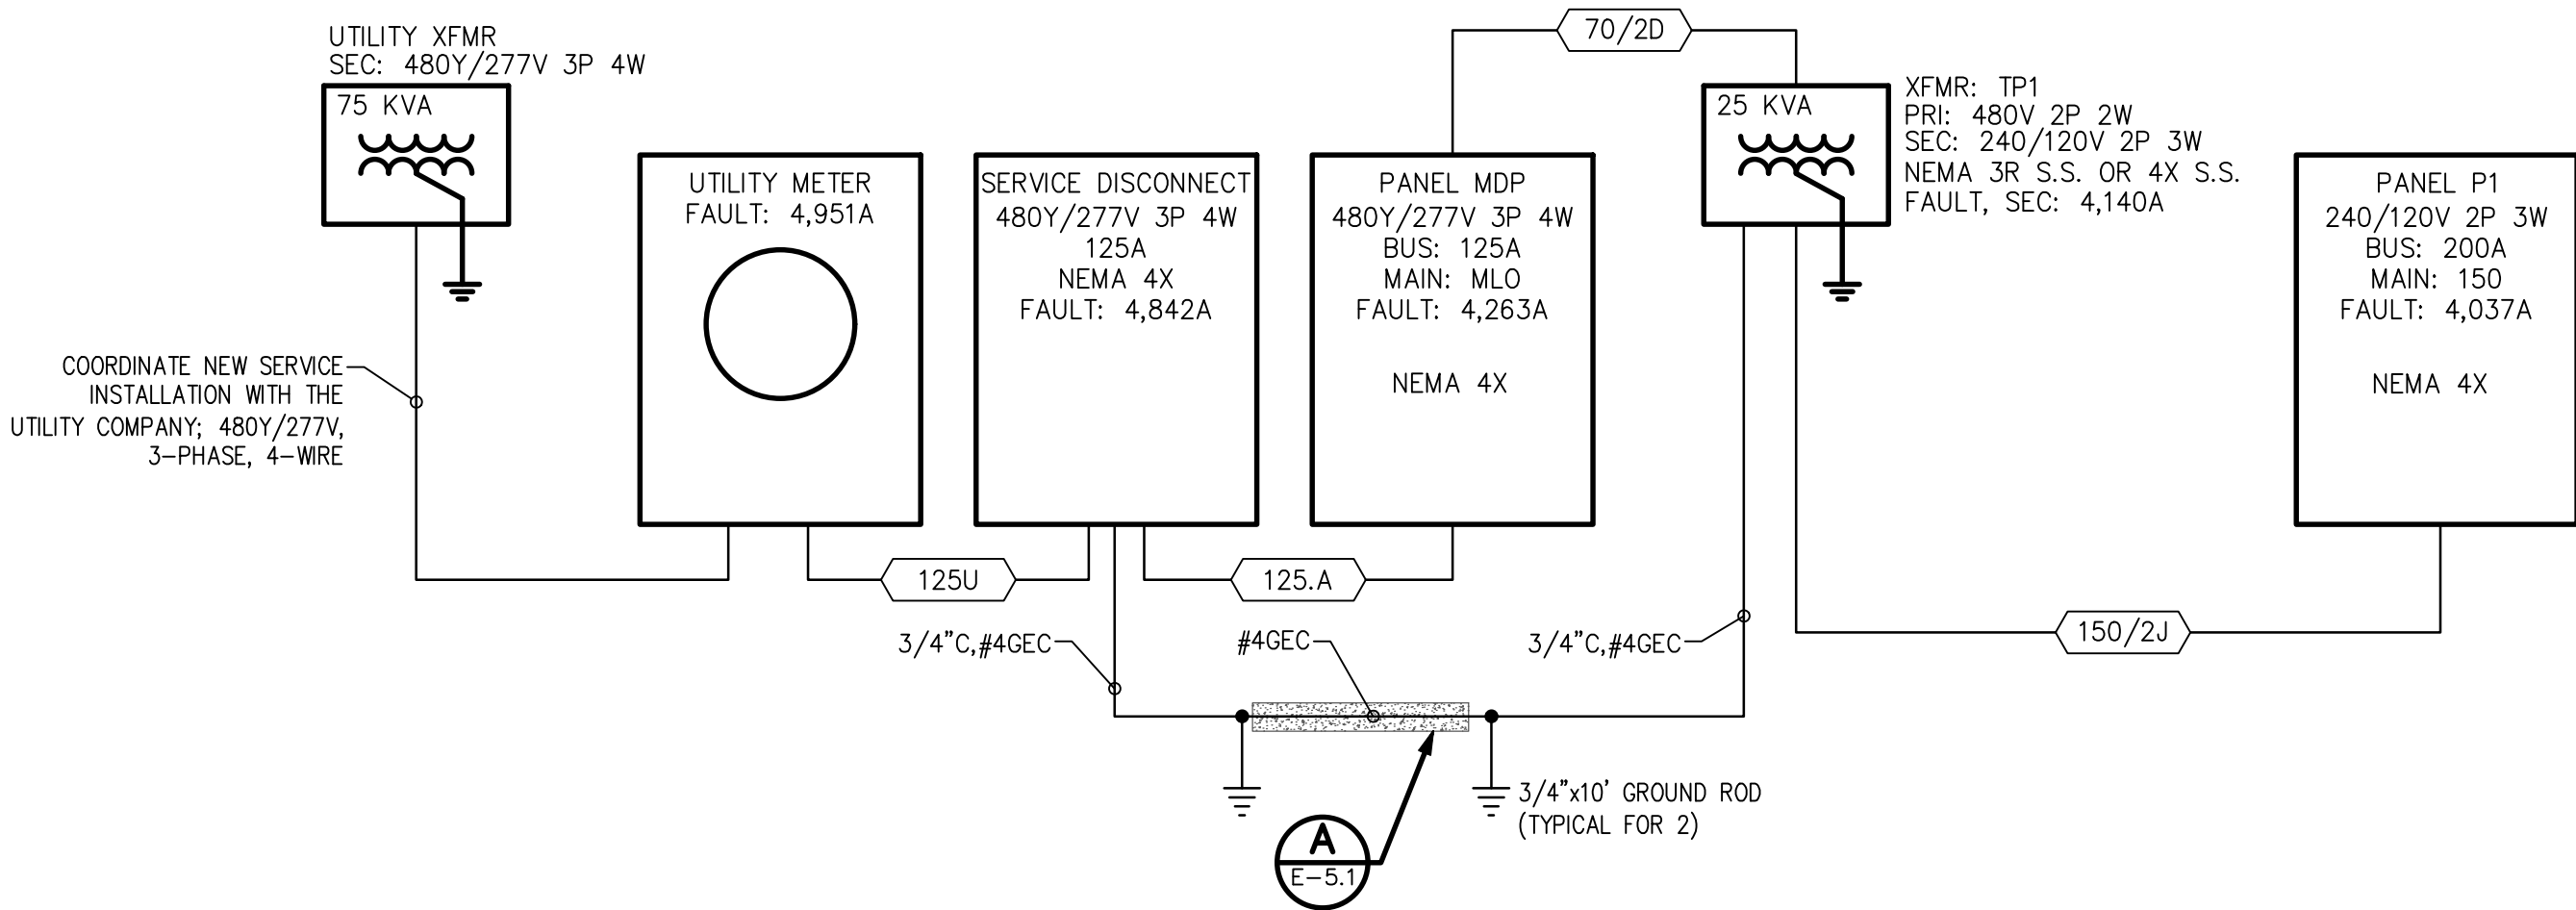 UTILITY XFMR
SEC: 480Y/277V 3P 4W
75 KVA
COORDINATE NEW SERVICE
INSTALLATION WITH THE
UTILITY COMPANY; 480Y/277V,
3-PHASE, 4-WIRE
UTILITY METER
FAULT: 4,951A
125U
SERVICE DISCONNECT
480Y/277V 3P 4W
125A
NEMA 4X
FAULT: 4,842A
125.A
PANEL MDP
480Y/277V 3P 4W
BUS: 125A
MAIN: MLO
FAULT: 4,263A
NEMA 4X
70/2D
25 KVA
XFMR: TP1
PRI: 480V 2P 2W
SEC: 240/120V 2P 3W
NEMA 3R S.S. OR 4X S.S.
FAULT, SEC: 4,140A
PANEL P1
240/120V 2P 3W
BUS: 200A
MAIN: 150
FAULT: 4,037A
NEMA 4X
150/2J
3/4"C,#4GEC
#4GEC
3/4"C,#4GEC
3/4"x10' GROUND ROD
(TYPICAL FOR 2)
A
E-5.1